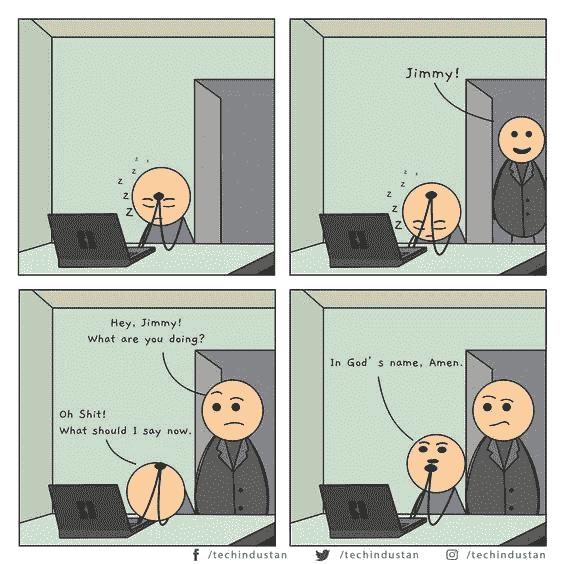 z
z
z
z
Z
Jimmy!
z
z
z
z
Z
Hey, Jimmy!
What are you doing?
Oh Shit!
What should I say now.
In God's name, Amen.
/techindustan
/techindustan
/techindustan